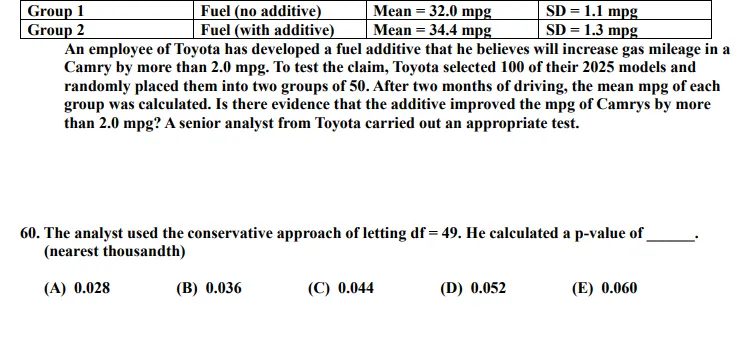 Group 1 Fuel (no additive) Mean = 32.0 mpg SD = 1.1 mpg
Group 2 Fuel (with additive) Mean = 34.4 mpg SD = 1.3 mpg
An employee of Toyota has developed a fuel additive that he believes will increase gas mileage in a
Camry by more than 2.0 mpg. To test the claim, Toyota selected 100 of their 2025 models and
randomly placed them into two groups of 50. After two months of driving, the mean mpg of each
group was calculated. Is there evidence that the additive improved the mpg of Camrys by more
than 2.0 mpg? A senior analyst from Toyota carried out an appropriate test.
60. The analyst used the conservative approach of letting df = 49. He calculated a p-value of ______.
(nearest thousandth)
(A) 0.028 (B) 0.036 (C) 0.044 (D) 0.052 (E) 0.060